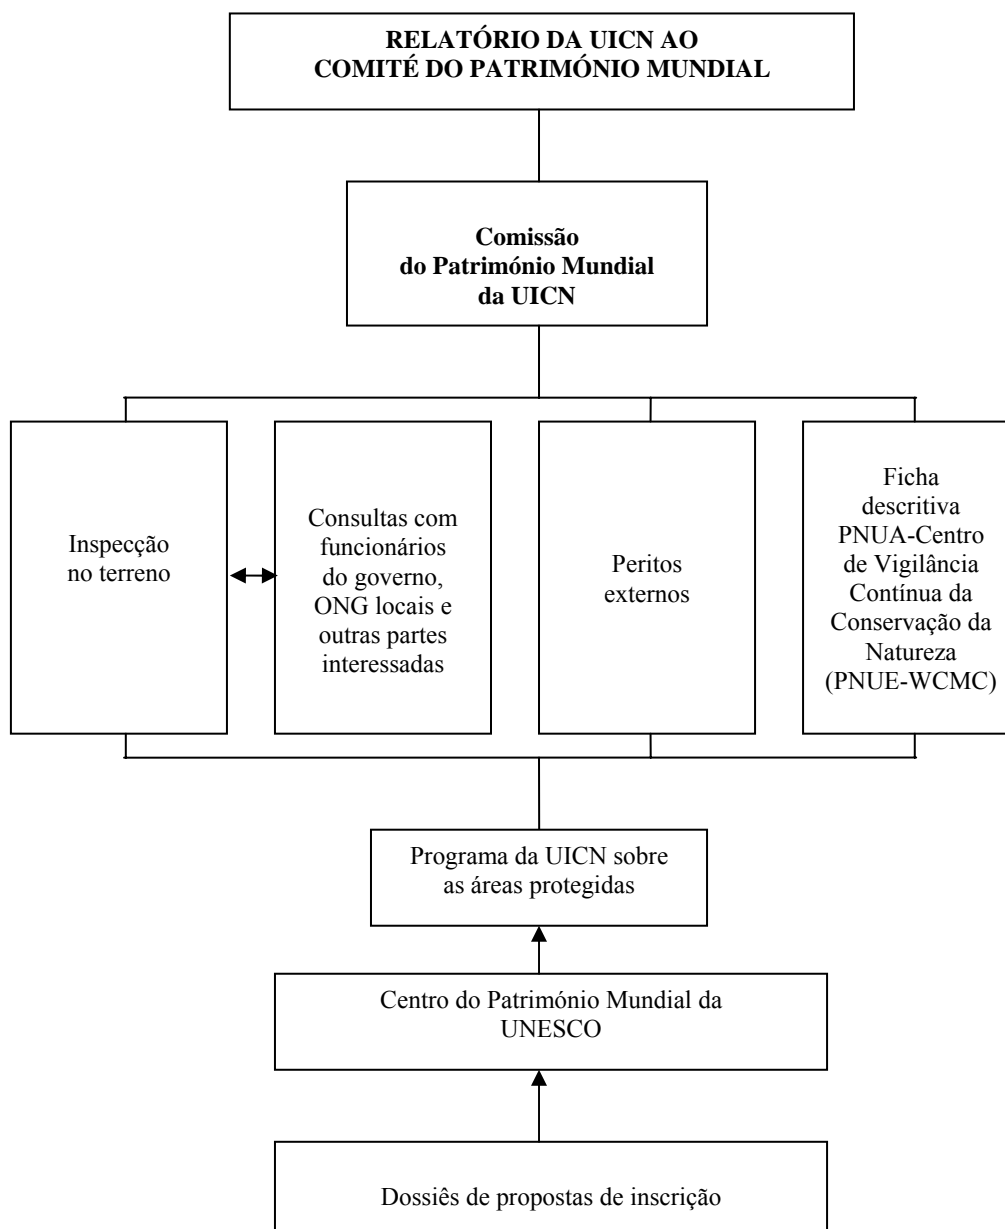 RELATÓRIO DA UICN AO
COMITÉ DO PATRIMÓNIO MUNDIAL
Comissão
do Património Mundial
da UICN
Inspecção
no terreno
Consultas com
funcionários
do governo,
ONG locais e
outras partes
interessadas
Peritos
externos
Ficha
descritiva
PNUA-Centro
de Vigilância
Contínua da
Conservação da
Natureza
(PNUE-WCMC)
Programa da UICN sobre
as áreas protegidas
Centro do Património Mundial da
UNESCO
Dossiês de propostas de inscrição